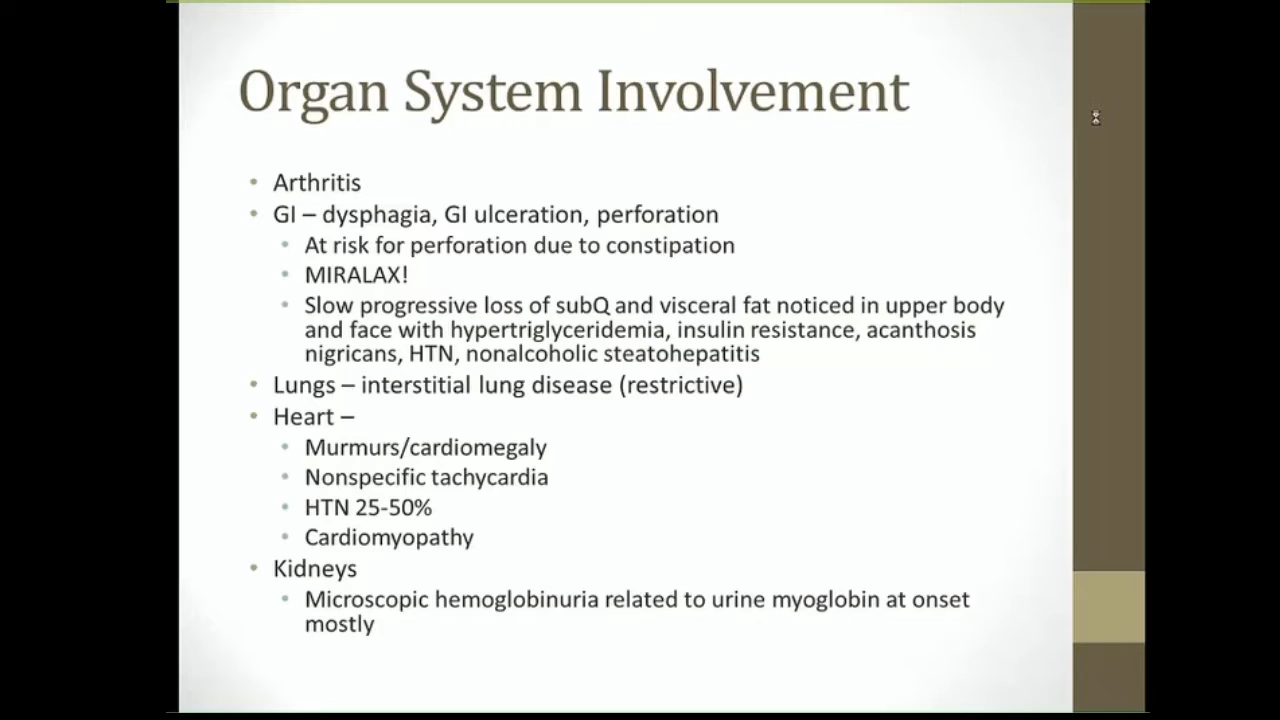 Organ System Involvement
• Arthritis
• GI – dysphagia, GI ulceration, perforation
• At risk for perforation due to constipation
• MIRALAX!
• Slow progressive loss of subQ and visceral fat noticed in upper body
and face with hypertriglyceridemia, insulin resistance, acanthosis
nigricans, HTN, nonalcoholic steatohepatitis
• Lungs – interstitial lung disease (restrictive)
• Heart –
• Murmurs/cardiomegaly
• Nonspecific tachycardia
• HTN 25-50%
• Cardiomyopathy
• Kidneys
• Microscopic hemoglobinuria related to urine myoglobin at onset
mostly